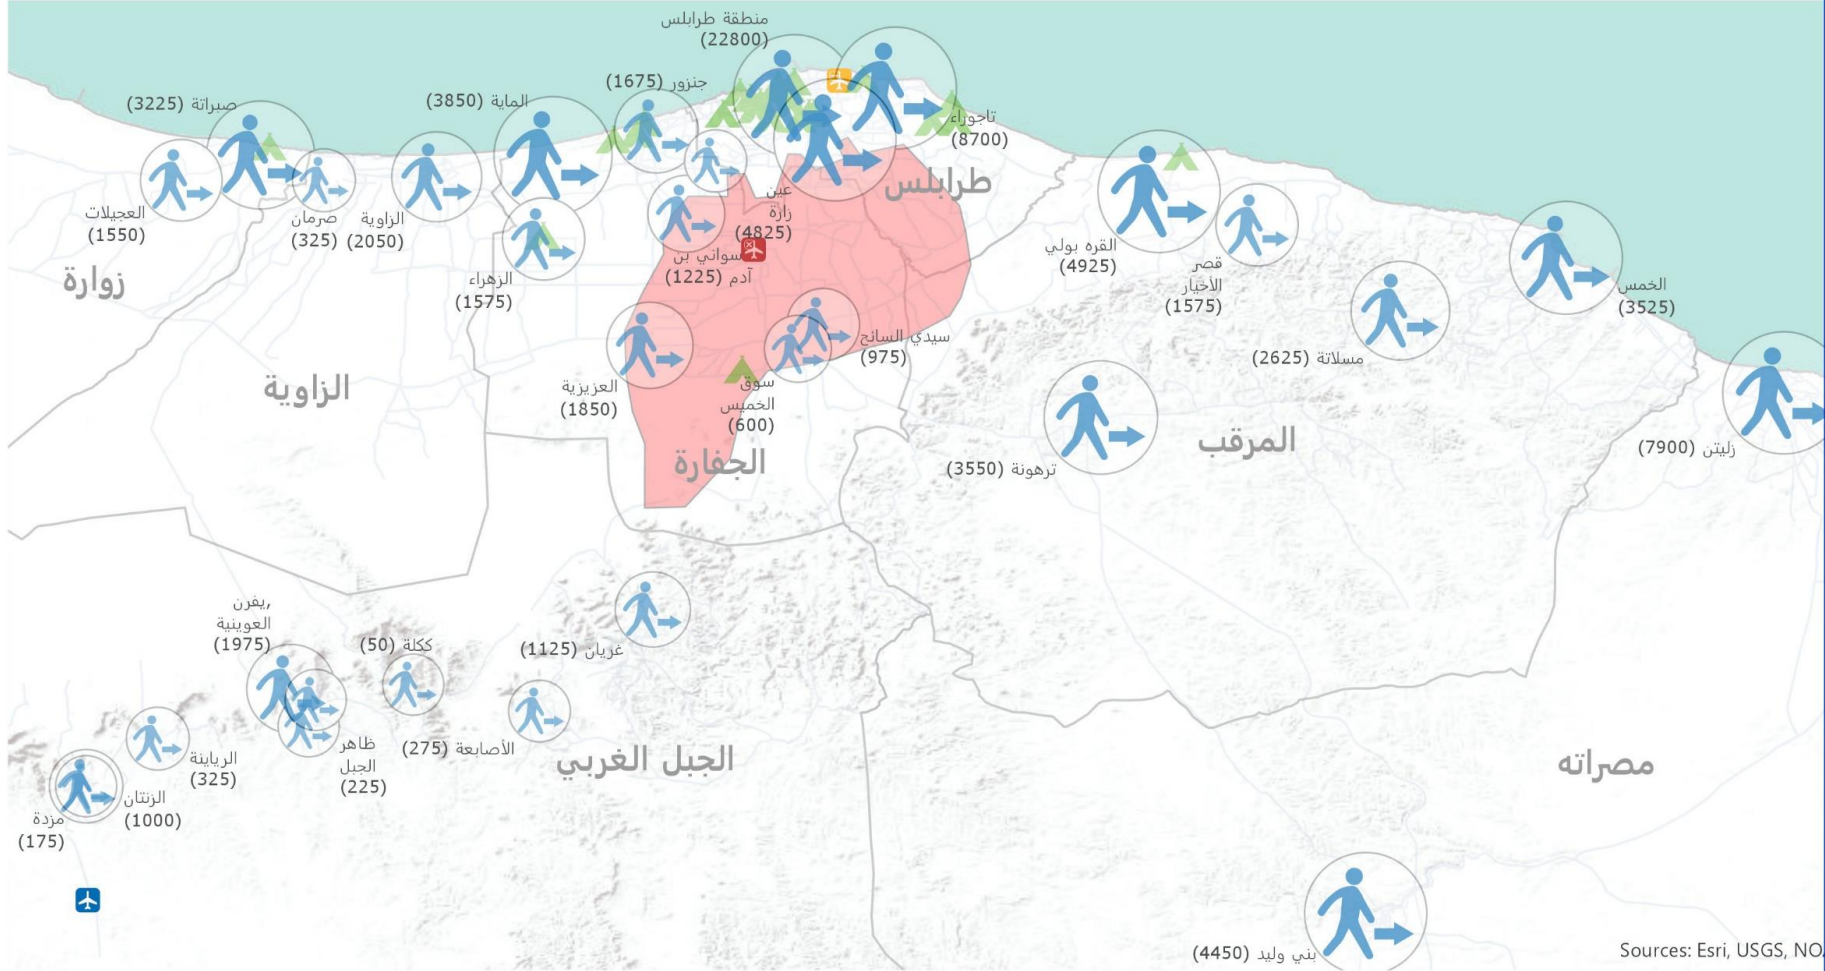 منطقة طرابلس
(22800)
جنزور (1675)
الماية (3850)
صبراتة (3225)
تاجوراء
(8700)
طرابلس
عين
زارة
(4825)
سواني بن
آدم (1225)
العجيلات
(1550)
صرمان
(325)
الزاوية
(2050)
زوارة
الزهراء
(1575)
القره بولي
(4925)
قصر
الأخيار
(1575)
الخمس
(3525)
مسلاتة (2625)
سيدي السائح
(975)
العزيزية
(1850)
سوق
الخميس
(600)
الزاوية
الجفارة
ترهونة (3550)
المرقب
زليتن (7900)
يفرن,
العوينية
(1975)
ككلة (50)
غريان (1125)
الأصابعة (275)
ظاهر
الجبل
(225)
الرياينة
(325)
الزنتان
(1000)
مزدة
(175)
الجبل الغربي
مصراته
بني وليد (4450)
Sources: Esri, USGS, NO